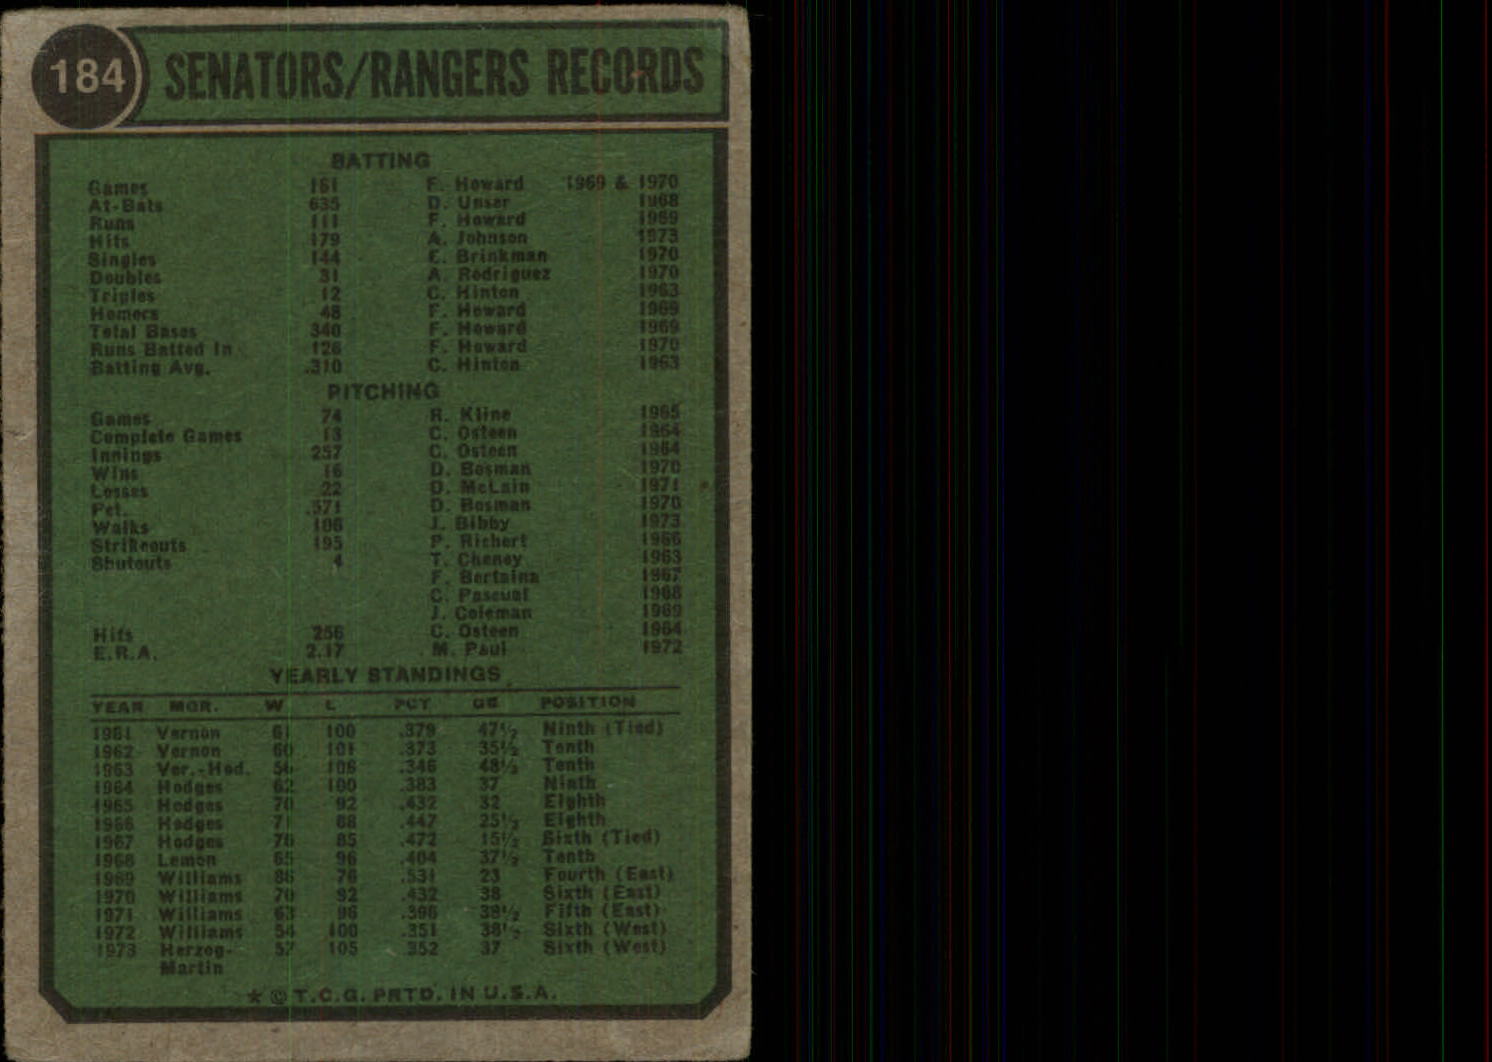 184 SENATORS/RANGERS RECORDS
BATTING
Games 161 F. Howard 1969 & 1970
At-Bats 635 D. Unser 1968
Runs 111 F. Howard 1969
Hits 179 A. Johnson 1973
Singles 144 E. Brinkman 1970
Doubles 31 A. Rodriguez 1970
Triples 12 C. Hinton 1963
Homers 48 F. Howard 1969
Total Bases 340 F. Howard 1969
Runs Batted In 126 F. Howard 1970
Batting Avg. .310 C. Hinton 1963
PITCHING
Games 74 R. Kline 1965
Complete Games 13 C. Osteen 1964
Innings 257 C. Osteen 1964
Wins 16 D. Bosman 1970
Losses 22 D. McLain 1971
Pct. .571 D. Bosman 1970
Walks 106 J. Bibby 1973
Strikeouts 195 P. Richert 1966
Shutouts 4 T. Cheney 1963
F. Bertaina 1967
C. Pascual 1968
J. Coleman 1969
Hits 256 C. Osteen 1964
E.R.A. 2.17 M. Paul 1972
YEARLY STANDINGS
YEAR MGR. W L PCT GB POSITION
1961 Vernon 61 100 .379 47½ Ninth (Tied)
1962 Vernon 60 101 .373 35½ Tenth
1963 Ver.-Hod. 56 106 .346 48½ Tenth
1964 Hodges 62 100 .383 37 Ninth
1965 Hodges 70 92 .432 32 Eighth
1966 Hodges 71 88 .447 25½ Eighth
1967 Hodges 76 85 .472 15½ Sixth (Tied)
1968 Lemon 65 96 .404 37½ Tenth
1969 Williams 86 76 .531 23 Fourth (East)
1970 Williams 70 92 .432 38 Sixth (East)
1971 Williams 63 96 .396 38½ Fifth (East)
1972 Williams 54 100 .351 38½ Sixth (West)
1973 Herzog- 57 105 .352 37 Sixth (West)
Martin
★ © T.C.G. PRTD. IN U.S.A.